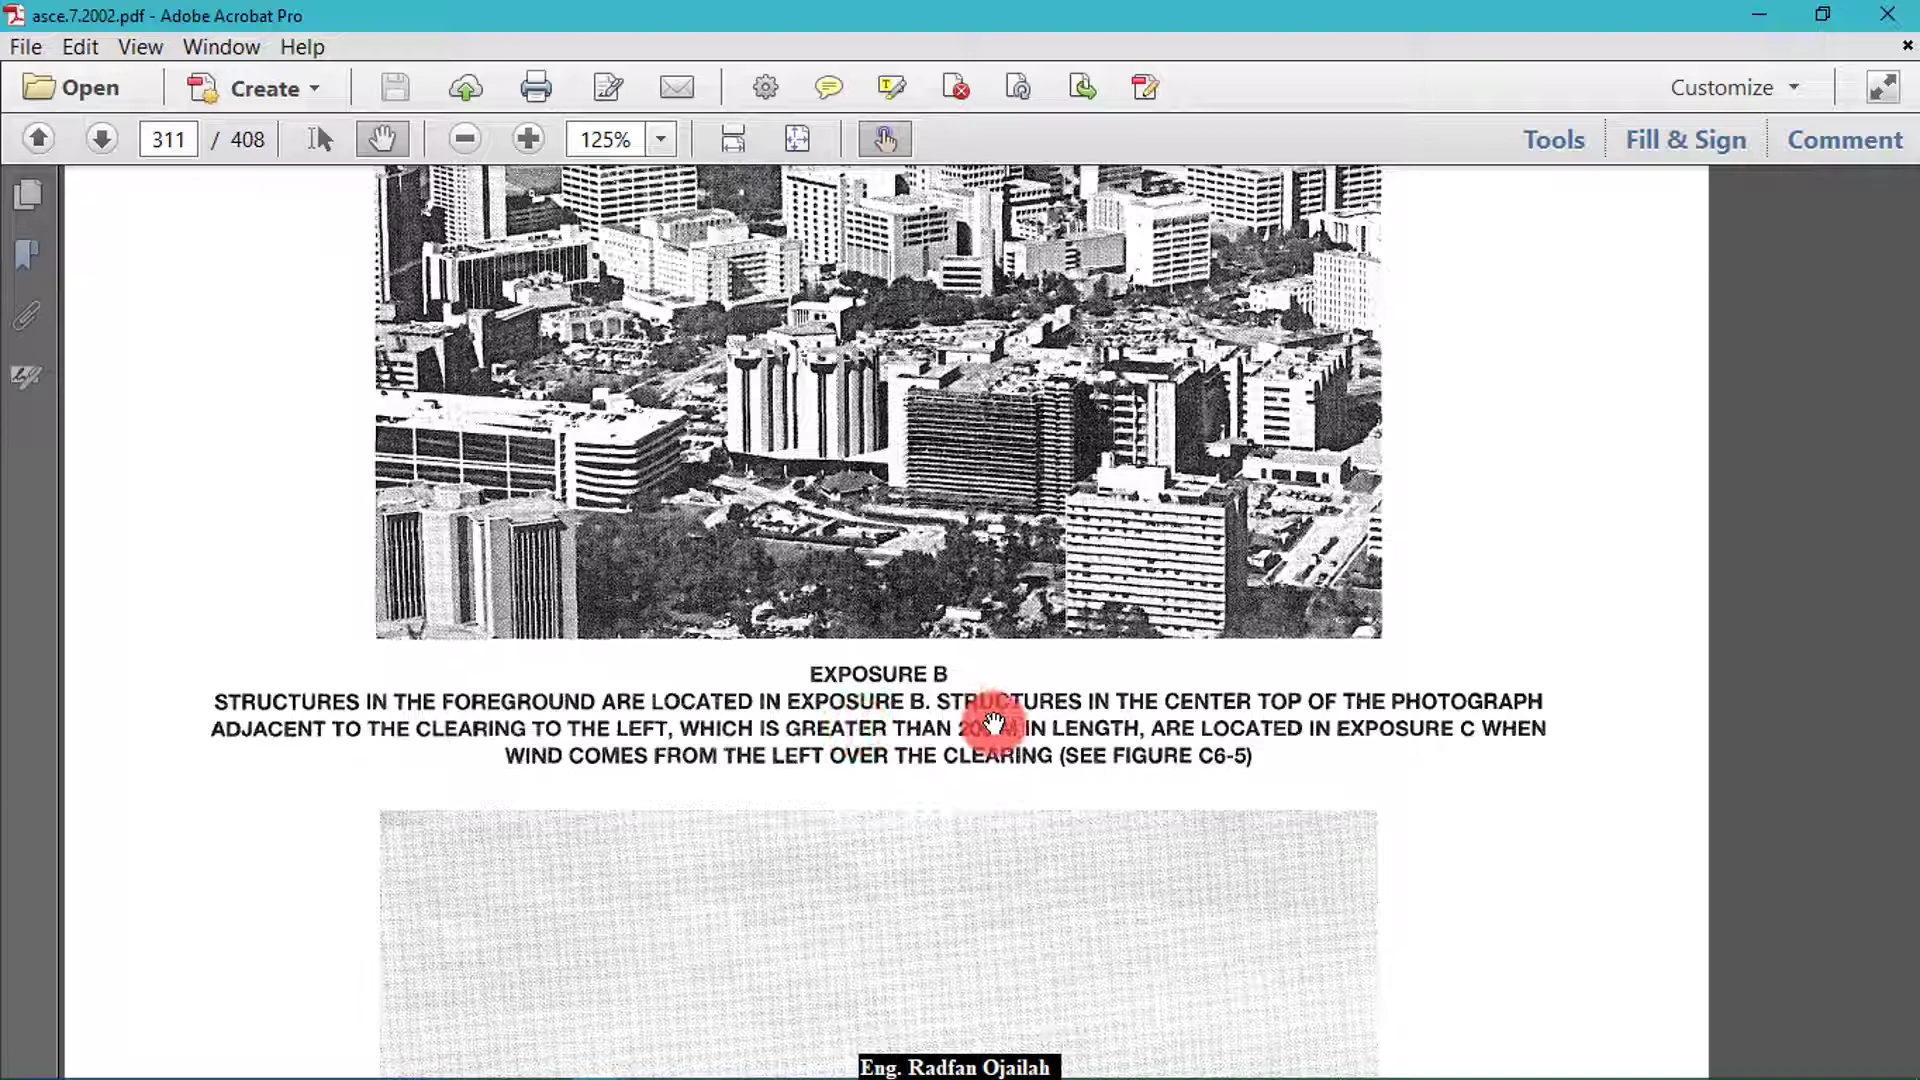 asce.7.2002.pdf - Adobe Acrobat Pro
File Edit View Window Help
Open Create Customize
311 / 408 125% Tools Fill & Sign Comment
EXPOSURE B
STRUCTURES IN THE FOREGROUND ARE LOCATED IN EXPOSURE B. STRUCTURES IN THE CENTER TOP OF THE PHOTOGRAPH
ADJACENT TO THE CLEARING TO THE LEFT, WHICH IS GREATER THAN IN LENGTH, ARE LOCATED IN EXPOSURE C WHEN
WIND COMES FROM THE LEFT OVER THE CLEARING (SEE FIGURE C6-5)
Eng. Radfan Ojailah